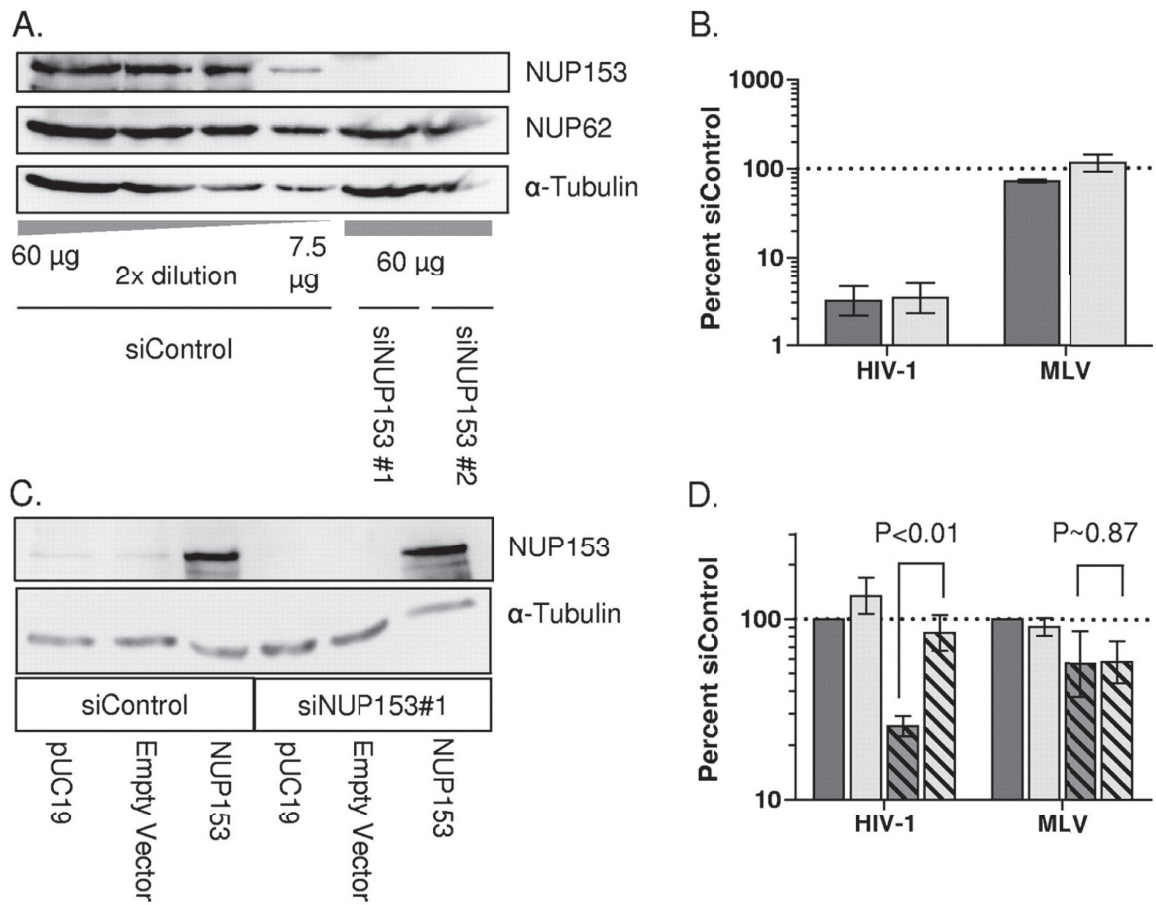 A.
NUP153
NUP62
α-Tubulin
60 µg
2x dilution
7.5
µg
60 µg
siControl
siNUP153 #1
siNUP153 #2
B.
Percent siControl
1000
100
10
1
HIV-1
MLV
C.
NUP153
α-Tubulin
siControl
siNUP153#1
pUC19
Empty Vector
NUP153
pUC19
Empty Vector
NUP153
D.
Percent siControl
P<0.01
P~0.87
100
10
HIV-1
MLV